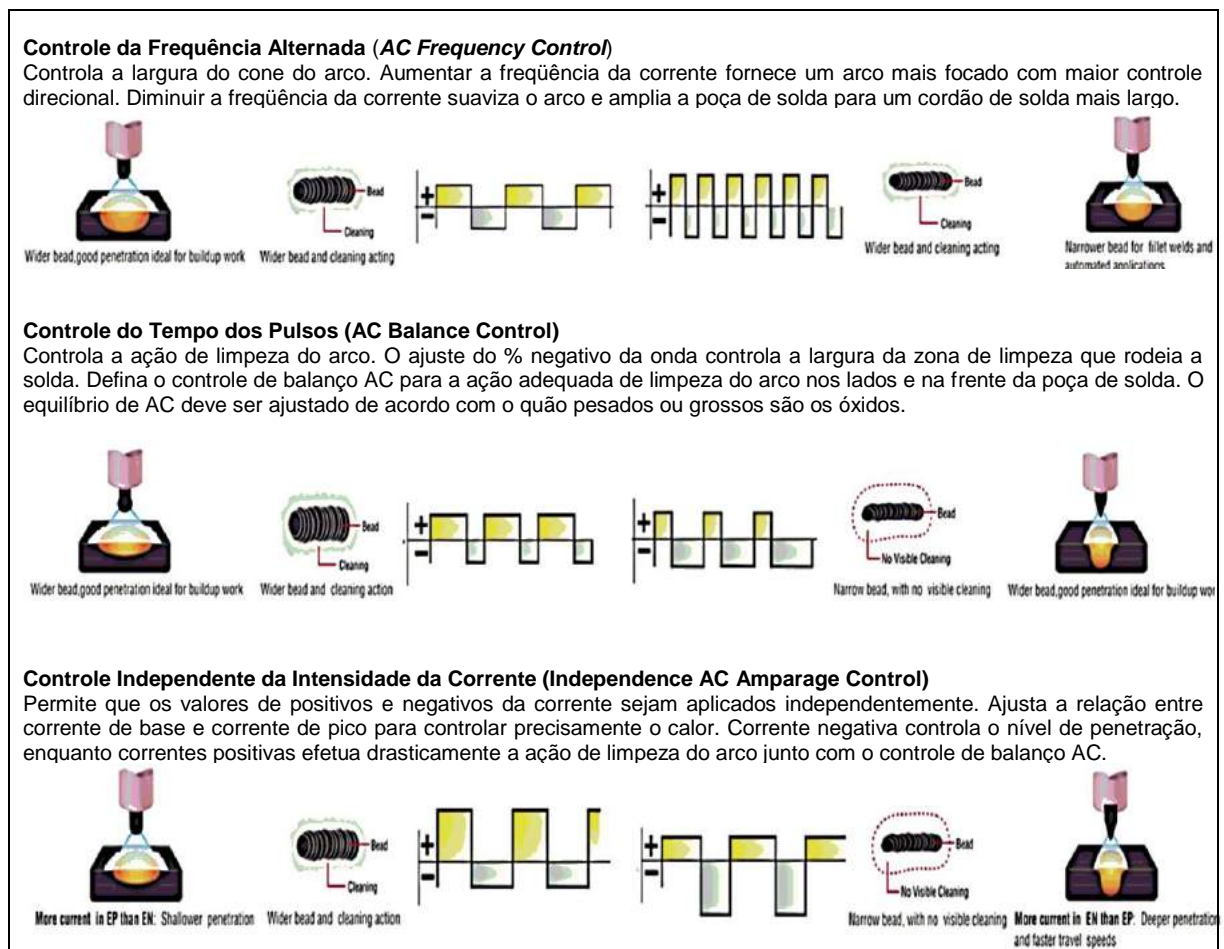 Controle da Frequência Alternada (AC Frequency Control)
Controla a largura do cone do arco. Aumentar a freqüência da corrente fornece um arco mais focado com maior controle
direcional. Diminuir a freqüência da corrente suaviza o arco e amplia a poça de solda para um cordão de solda mais largo.
+
−
Bead
Cleaning
Wider bead,good penetration ideal for buildup work
Wider bead and cleaning acting
+
−
Bead
Cleaning
Wider bead and cleaning acting
Narrower bead for fillet welds and
automated applications
Controle do Tempo dos Pulsos (AC Balance Control)
Controla a ação de limpeza do arco. O ajuste do % negativo da onda controla a largura da zona de limpeza que rodeia a
solda. Defina o controle de balanço AC para a ação adequada de limpeza do arco nos lados e na frente da poça de solda. O
equilíbrio de AC deve ser ajustado de acordo com o quão pesados ou grossos são os óxidos.
Bead
Cleaning
+
−
Wider bead,good penetration ideal for buildup work
Wider bead and cleaning action
+
−
Bead
No Visible Cleaning
Narrow bead, with no visible cleaning
Wider bead,good penetration ideal for buildup wor
Controle Independente da Intensidade da Corrente (Independence AC Amparage Control)
Permite que os valores de positivos e negativos da corrente sejam aplicados independentemente. Ajusta a relação entre
corrente de base e corrente de pico para controlar precisamente o calor. Corrente negativa controla o nível de penetração,
enquanto correntes positivas efetua drasticamente a ação de limpeza do arco junto com o controle de balanço AC.
Bead
Cleaning
+
−
More current in EP than EN: Shallower penetration
Wider bead and cleaning action
+
−
Bead
No Visible Cleaning
Narrow bead, with no visible cleaning
More current in EN than EP: Deeper penetration
and faster travel speeds